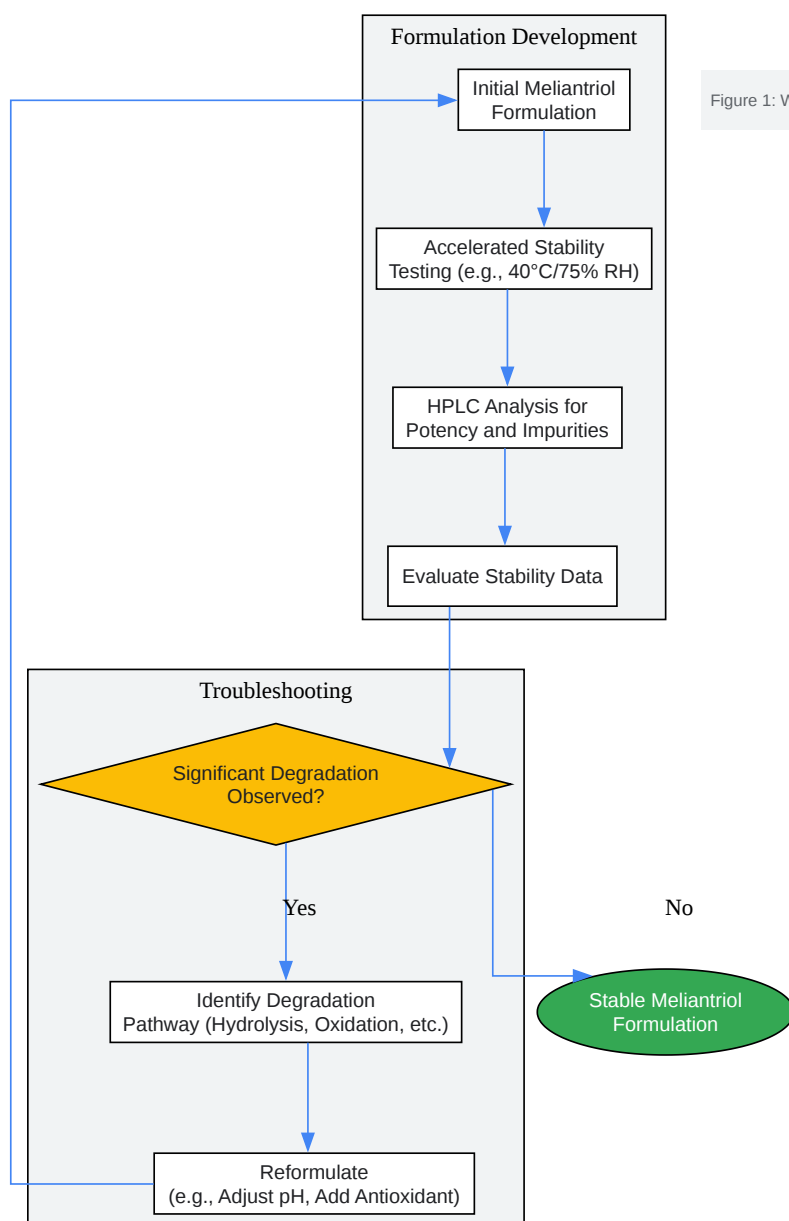 Formulation Development
Initial Meliantriol
Formulation
Figure 1: W
Accelerated Stability
Testing (e.g., 40°C/75% RH)
HPLC Analysis for
Potency and Impurities
Evaluate Stability Data
Troubleshooting
Significant Degradation
Observed?
Yes
No
Identify Degradation
Pathway (Hydrolysis, Oxidation, etc.)
Stable Meliantriol
Formulation
Reformulate
(e.g., Adjust pH, Add Antioxidant)